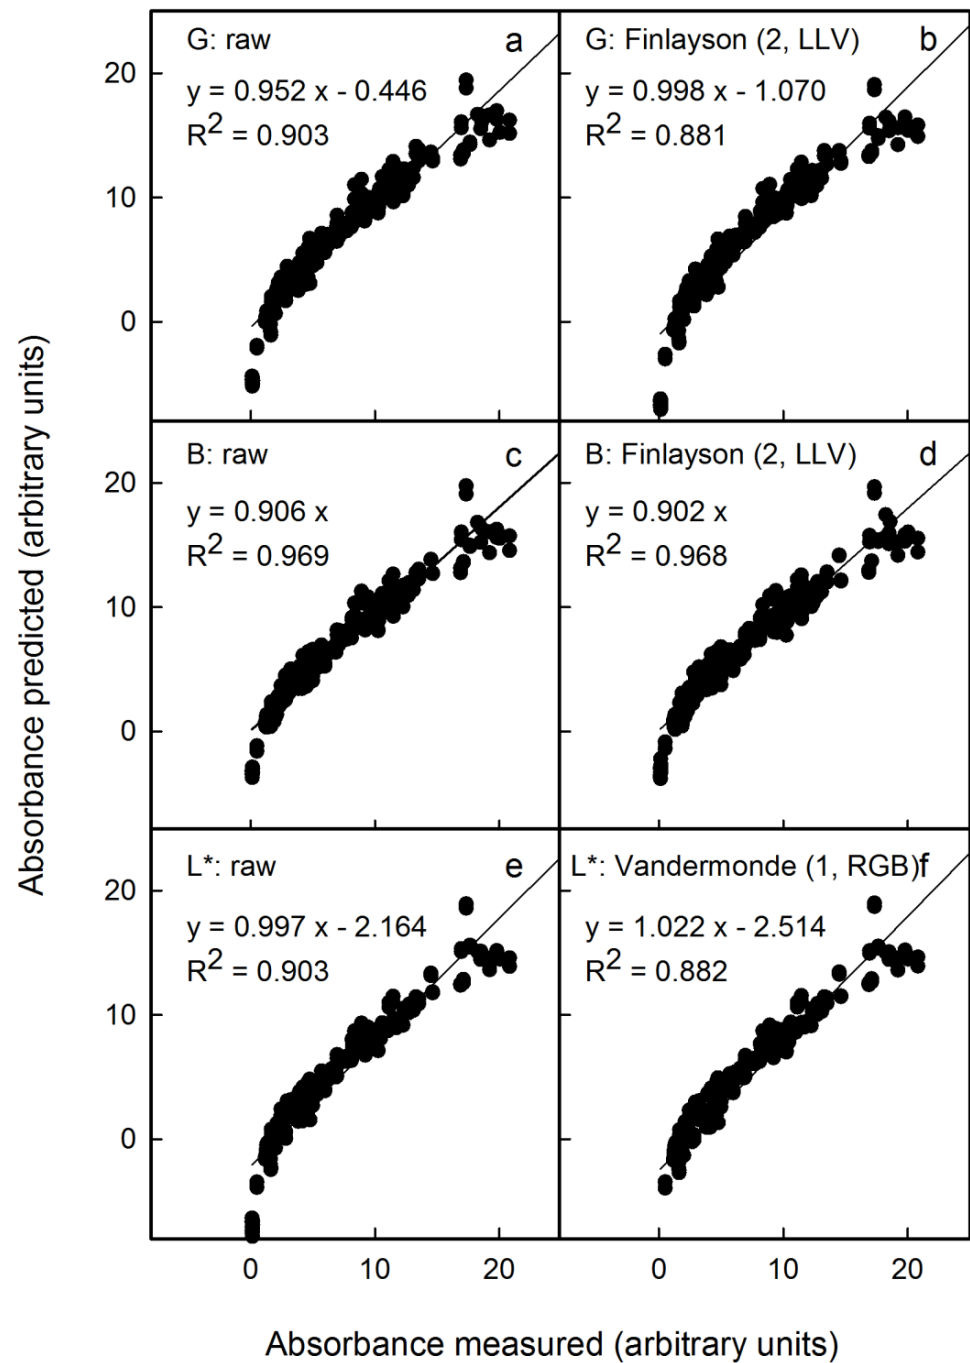 G: raw
a
y = 0.952 x - 0.446
R² = 0.903
20
10
0
G: Finlayson (2, LLV)
b
y = 0.998 x - 1.070
R² = 0.881
B: raw
c
y = 0.906 x
R² = 0.969
20
10
0
B: Finlayson (2, LLV)
d
y = 0.902 x
R² = 0.968
L*: raw
e
y = 0.997 x - 2.164
R² = 0.903
20
10
0
L*: Vandermonde (1, RGB)
f
y = 1.022 x - 2.514
R² = 0.882
0 10 20
0 10 20
Absorbance predicted (arbitrary units)
Absorbance measured (arbitrary units)